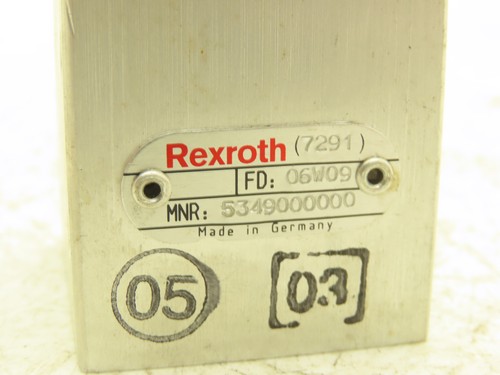 Rexroth (7291)
FD: 06W09
MNR: 5349000000
Made in Germany
05 [03]